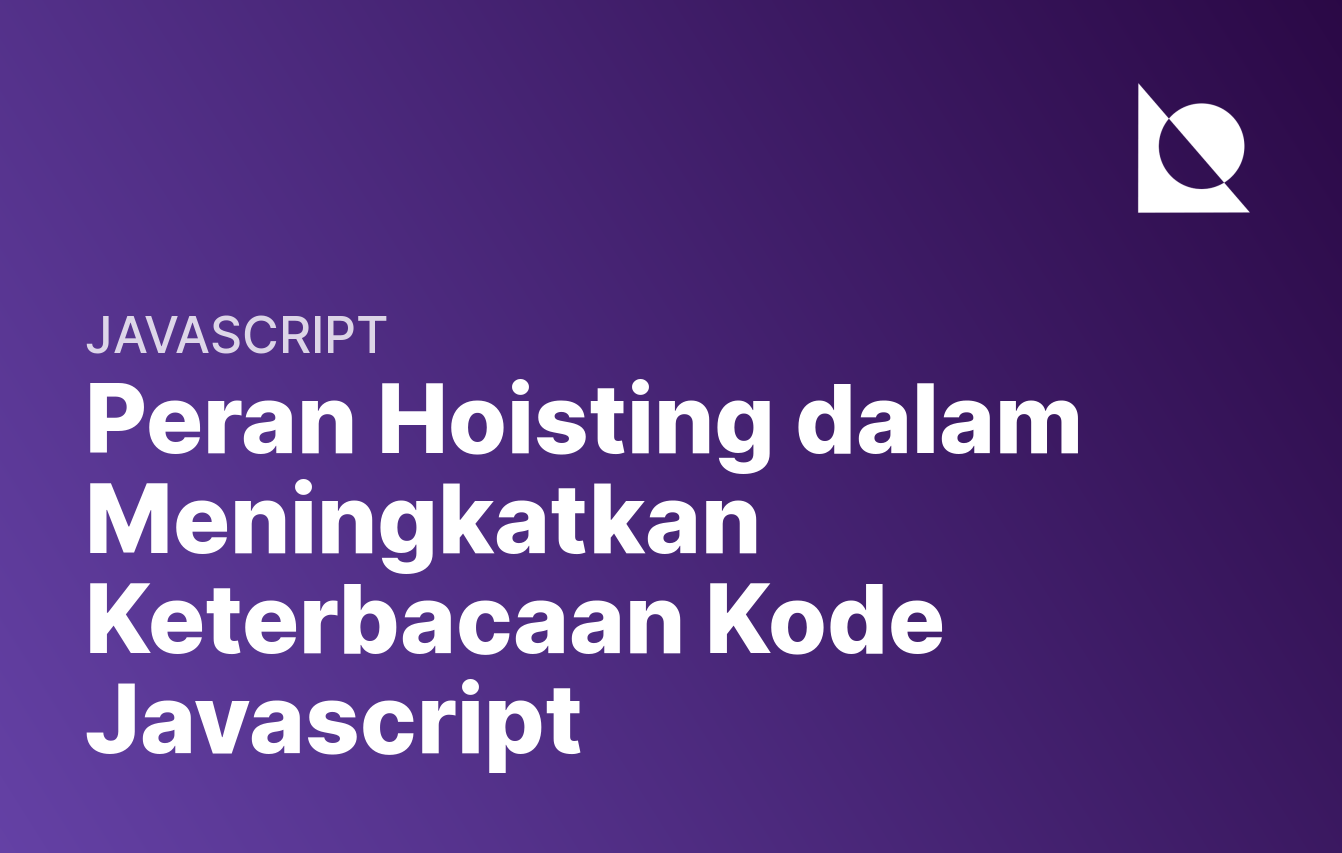 JAVASCRIPT
Peran Hoisting dalam
Meningkatkan
Keterbacaan Kode
Javascript